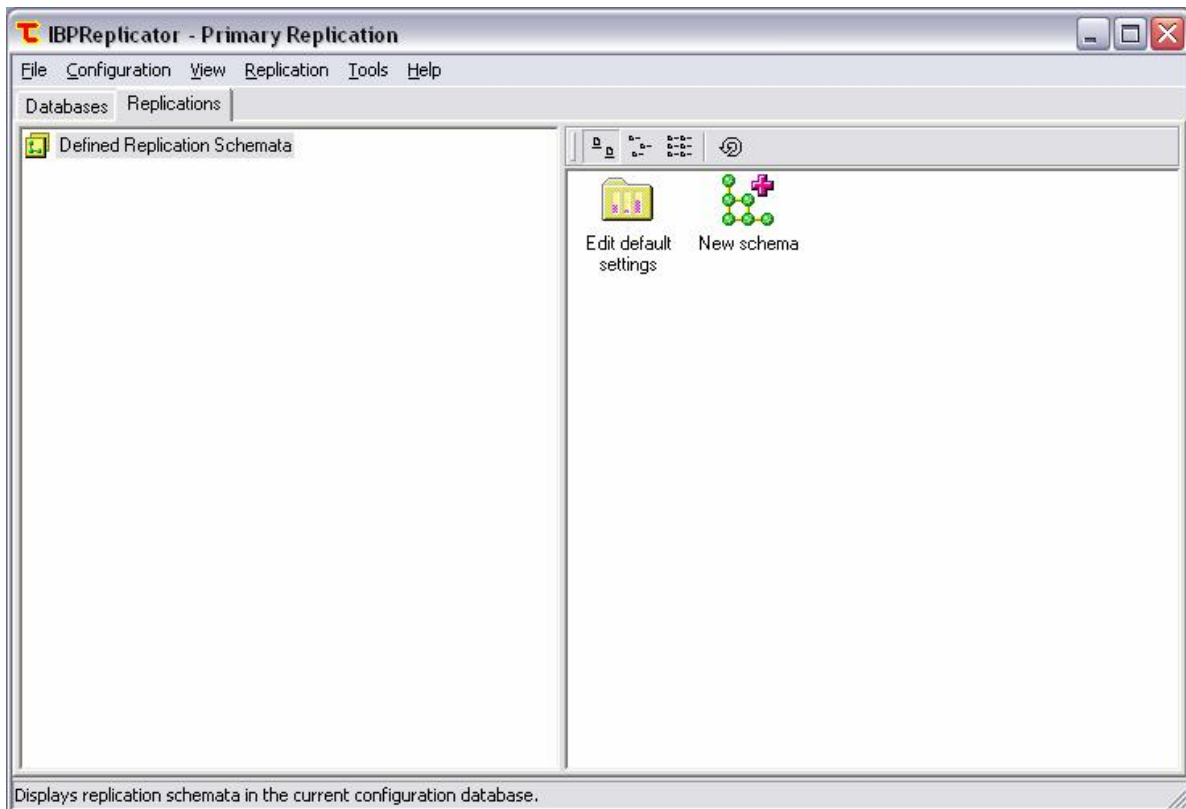 IBPReplicator - Primary Replication
File Configuration View Replication Tools Help
Databases Replications
Defined Replication Schemata
Edit default
settings
New schema
Displays replication schemata in the current configuration database.